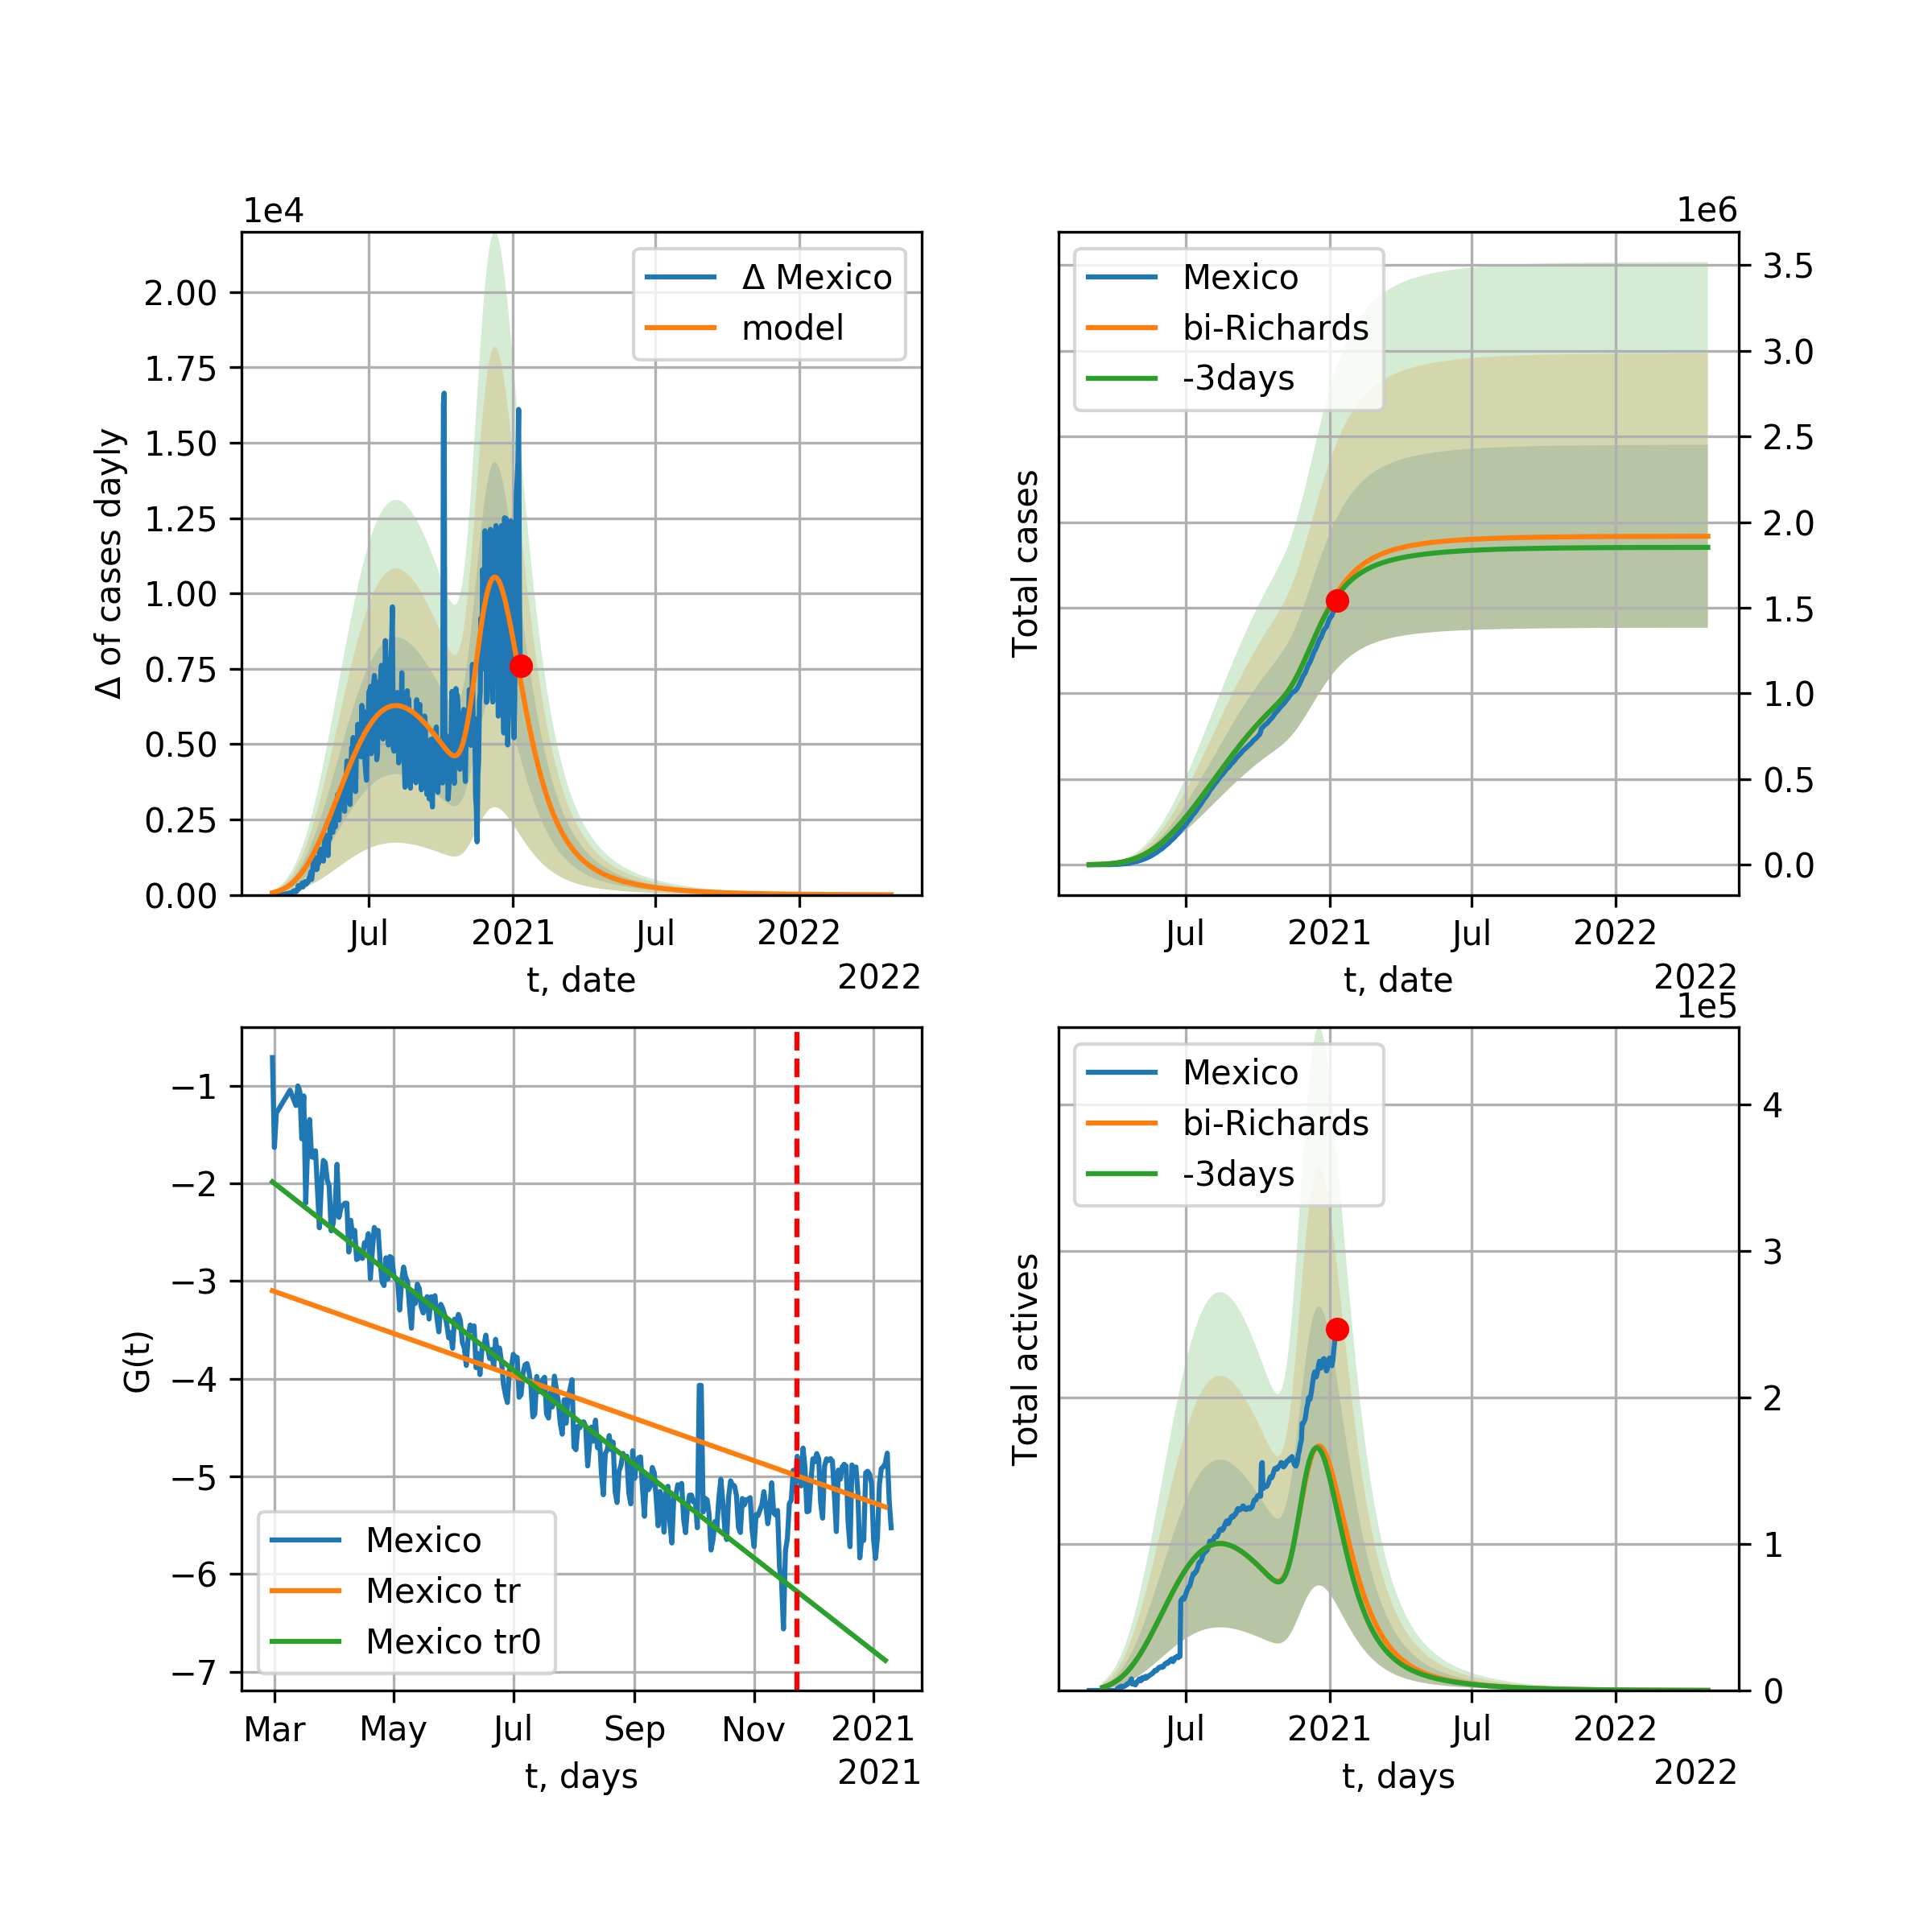 1e4
Δ of cases dayly
2.00
1.75
1.50
1.25
1.00
0.75
0.50
0.25
0.00
Δ Mexico
model
Jul 2021 Jul 2022
t, date
2022
1e6
Total cases
Mexico
bi-Richards
-3days
3.5
3.0
2.5
2.0
1.5
1.0
0.5
0.0
Jul 2021 Jul 2022
t, date
2022
G(t)
−1
−2
−3
−4
−5
−6
−7
Mexico
Mexico tr
Mexico tr0
Mar May Jul Sep Nov 2021
t, days
2021
1e5
Total actives
Mexico
bi-Richards
-3days
4
3
2
1
0
Jul 2021 Jul 2022
t, days
2022